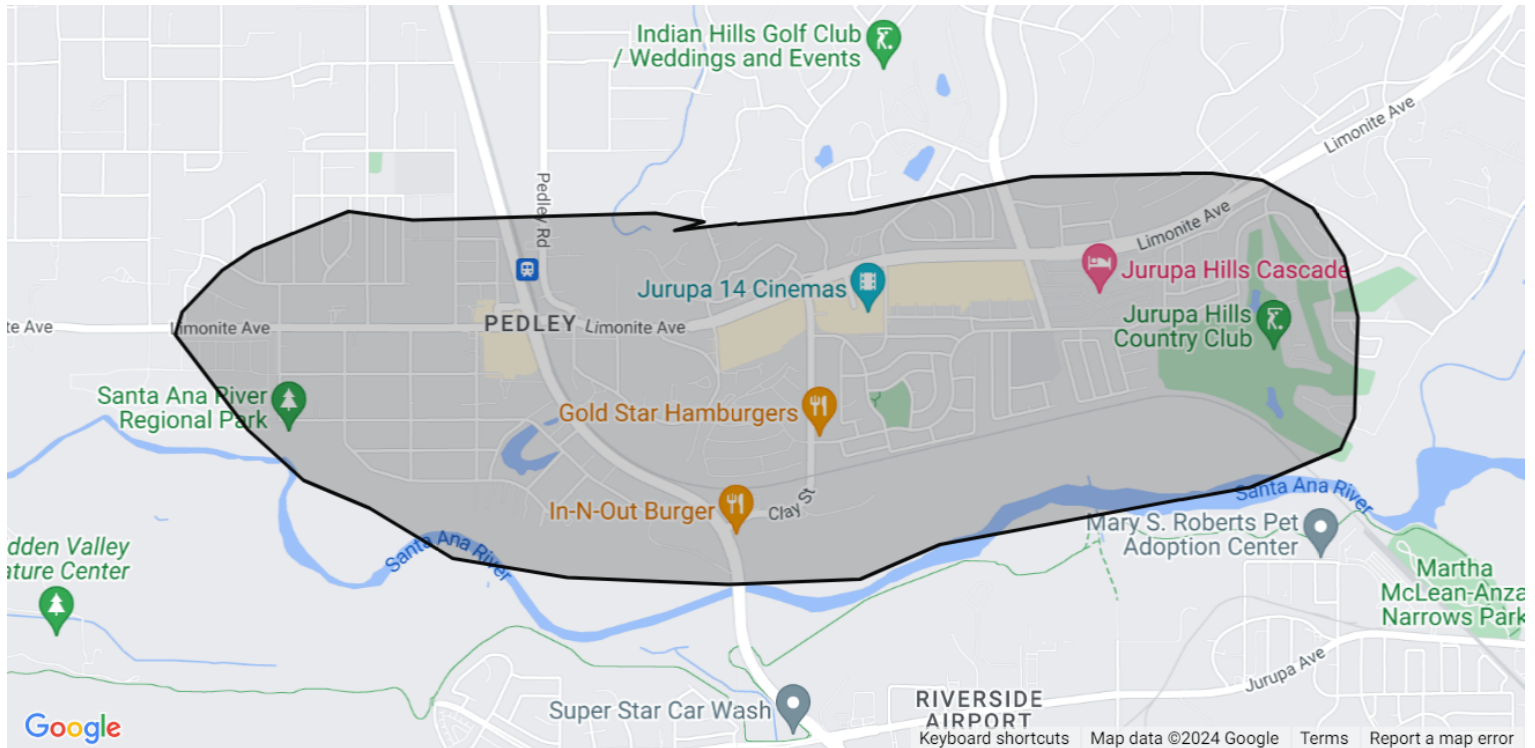 Indian Hills Golf Club
/ Weddings and Events
Limonite Ave
Pedley Rd
Limonite Ave
Jurupa Hills Cascade
Jurupa 14 Cinemas
Jurupa Hills
Country Club
te Ave
Limonite Ave
PEDLEY
Limonite Ave
Santa Ana River
Regional Park
Gold Star Hamburgers
In-N-Out Burger
Clay St
Santa Ana River
Mary S. Roberts Pet
Adoption Center
Santa Ana River
dden Valley
ature Center
Martha
McLean-Anza
Narrows Park
Jurupa Ave
RIVERSIDE
AIRPORT
Super Star Car Wash
Google
Keyboard shortcuts
Map data ©2024 Google
Terms
Report a map error